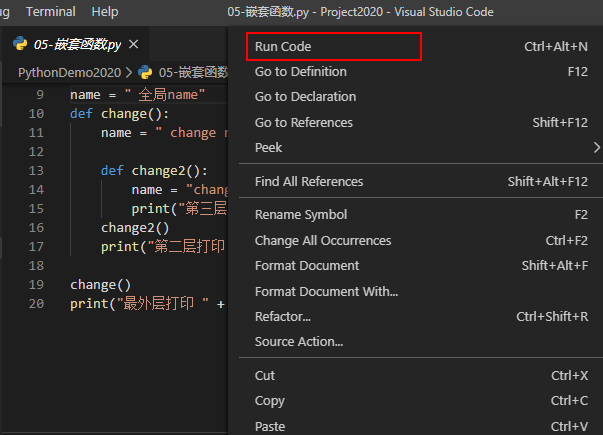 ug Terminal Help 05-嵌套函数.py - Project2020 - Visual Studio Code
05-嵌套函数.py ×
PythonDemo2020 > 05-嵌套函数
9 name = " 全局name"
10 def change():
11 name = " change
12
13 def change2():
14 name = "chang
15 print("第三层
16 change2()
17 print("第二层打印
18
19 change()
20 print("最外层打印 " +
Run Code Ctrl+Alt+N
Go to Definition F12
Go to Declaration
Go to References Shift+F12
Peek
Find All References Shift+Alt+F12
Rename Symbol F2
Change All Occurrences Ctrl+F2
Format Document Shift+Alt+F
Format Document With...
Refactor... Ctrl+Shift+R
Source Action...
Cut Ctrl+X
Copy Ctrl+C
Paste Ctrl+V